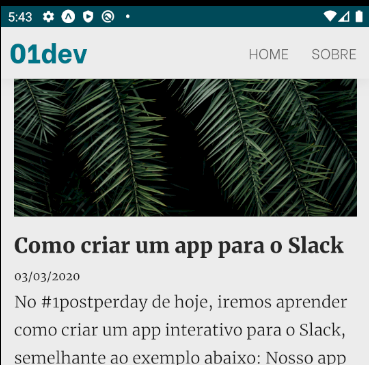 5:43
01dev
HOME SOBRE
Como criar um app para o Slack
03/03/2020
No #1postperday de hoje, iremos aprender
como criar um app interativo para o Slack,
semelhante ao exemplo abaixo: Nosso app